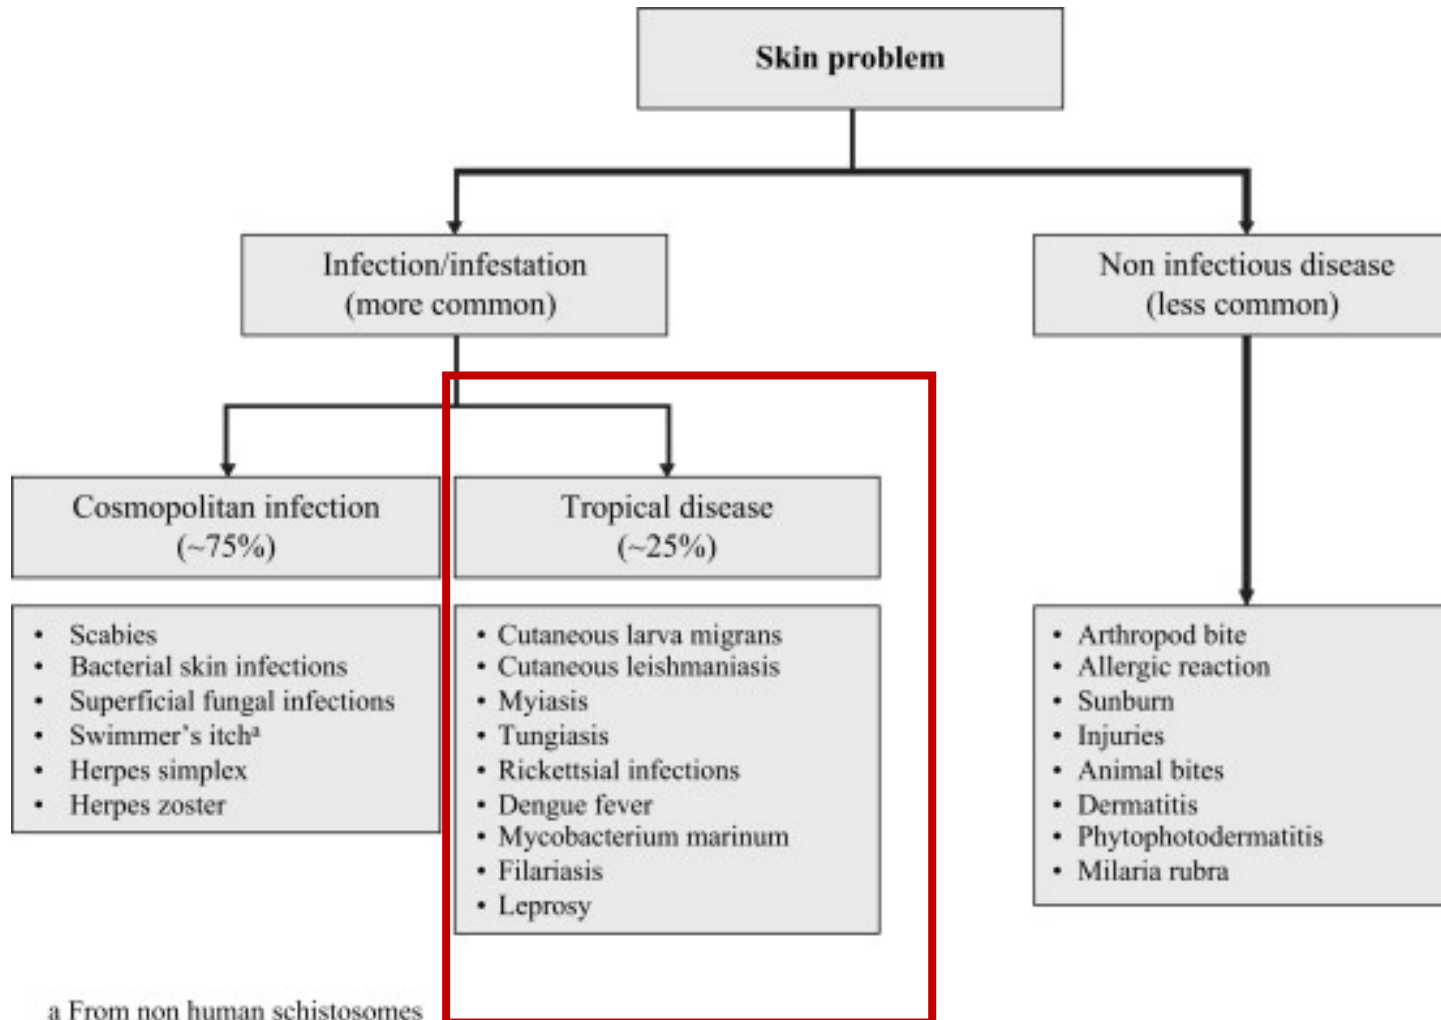 Skin problem
Infection/infestation
(more common)
Non infectious disease
(less common)
Cosmopolitan infection
(~75%)
Tropical disease
(~25%)
• Scabies
• Bacterial skin infections
• Superficial fungal infections
• Swimmer's itchᵃ
• Herpes simplex
• Herpes zoster
• Cutaneous larva migrans
• Cutaneous leishmaniasis
• Myiasis
• Tungiasis
• Rickettsial infections
• Dengue fever
• Mycobacterium marinum
• Filariasis
• Leprosy
• Arthropod bite
• Allergic reaction
• Sunburn
• Injuries
• Animal bites
• Dermatitis
• Phytophotodermatitis
• Milaria rubra
a From non human schistosomes